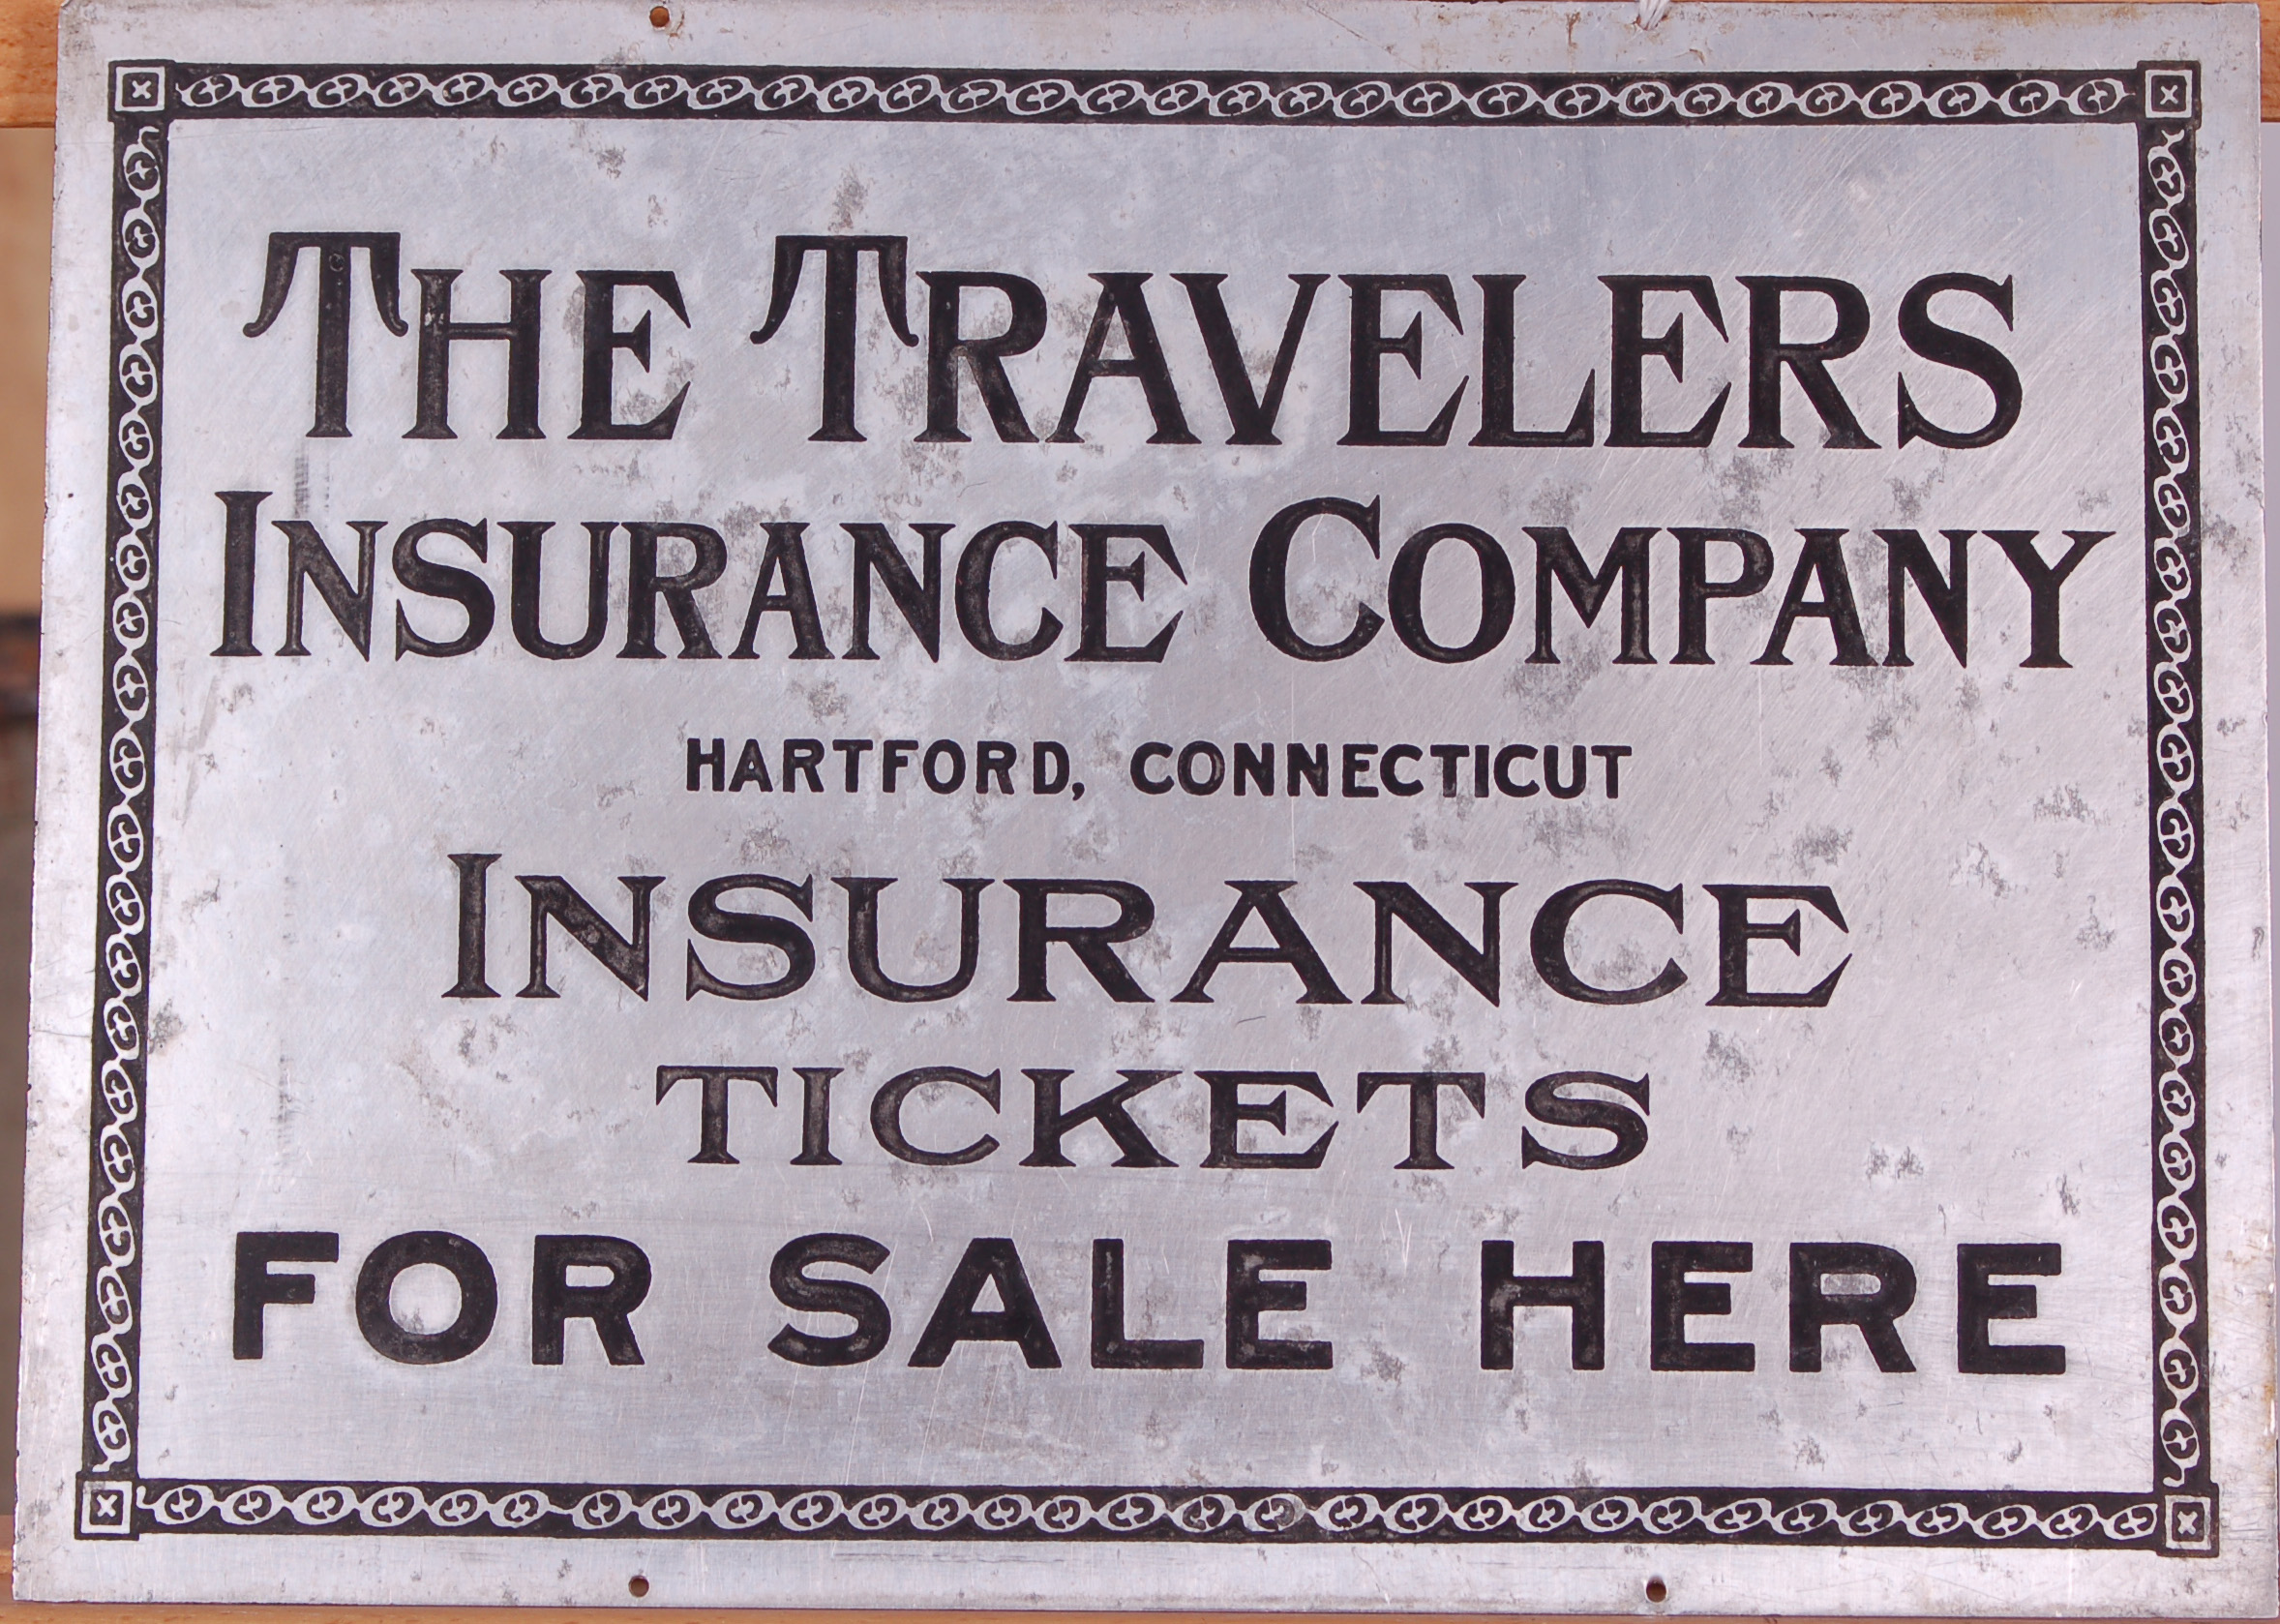 THE TRAVELERS
INSURANCE COMPANY
HARTFORD, CONNECTICUT
INSURANCE
TICKETS
FOR SALE HERE